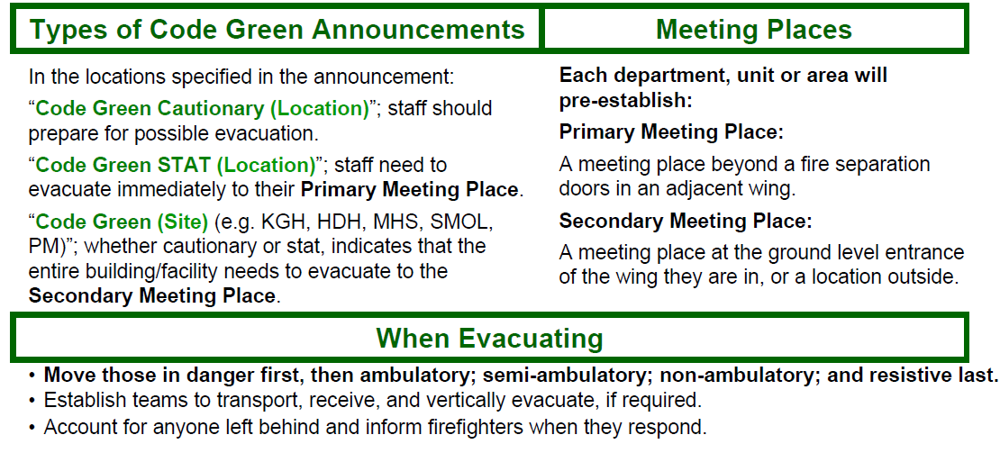 Types of Code Green Announcements
Meeting Places
In the locations specified in the announcement:
“Code Green Cautionary (Location)”; staff should
prepare for possible evacuation.
“Code Green STAT (Location)”; staff need to
evacuate immediately to their Primary Meeting Place.
“Code Green (Site) (e.g. KGH, HDH, MHS, SMOL,
PM)”; whether cautionary or stat, indicates that the
entire building/facility needs to evacuate to the
Secondary Meeting Place.
Each department, unit or area will
pre-establish:
Primary Meeting Place:
A meeting place beyond a fire separation
doors in an adjacent wing.
Secondary Meeting Place:
A meeting place at the ground level entrance
of the wing they are in, or a location outside.
When Evacuating
• Move those in danger first, then ambulatory; semi-ambulatory; non-ambulatory; and resistive last.
• Establish teams to transport, receive, and vertically evacuate, if required.
• Account for anyone left behind and inform firefighters when they respond.